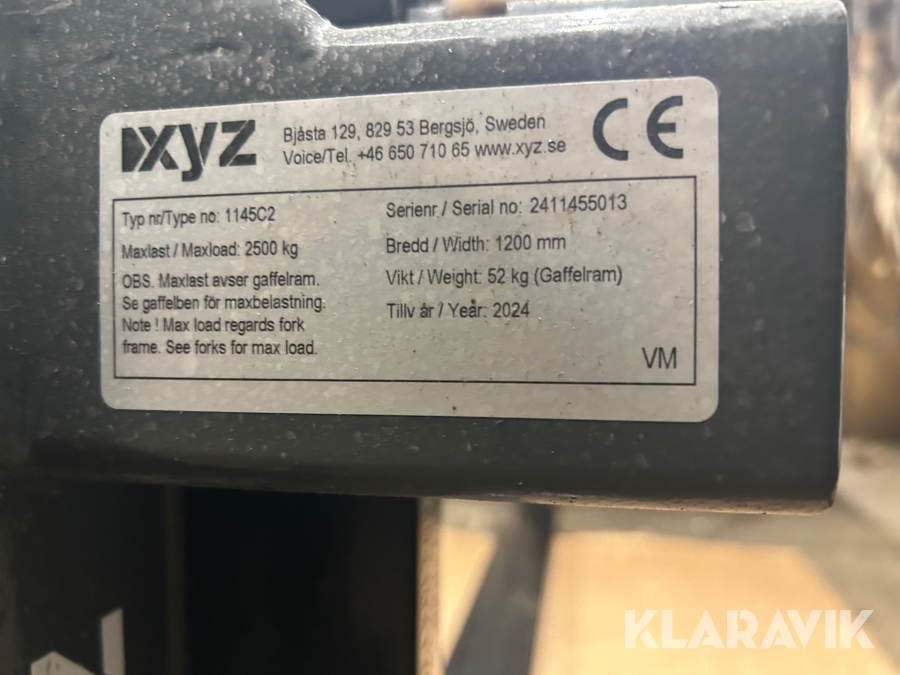 xyz
Bjåsta 129, 829 53 Bergsjö, Sweden
Voice/Tel. +46 650 710 65 www.xyz.se
CE
Typ nr/Type no: 1145C2
Maxlast / Maxload: 2500 kg
OBS. Maxlast avser gaffelram.
Se gaffelben för maxbelastning.
Note ! Max load regards fork
frame. See forks for max load.
Serienr / Serial no: 2411455013
Bredd / Width: 1200 mm
Vikt / Weight: 52 kg (Gaffelram)
Tillv år / Yeår: 2024
VM
KLARAVIK